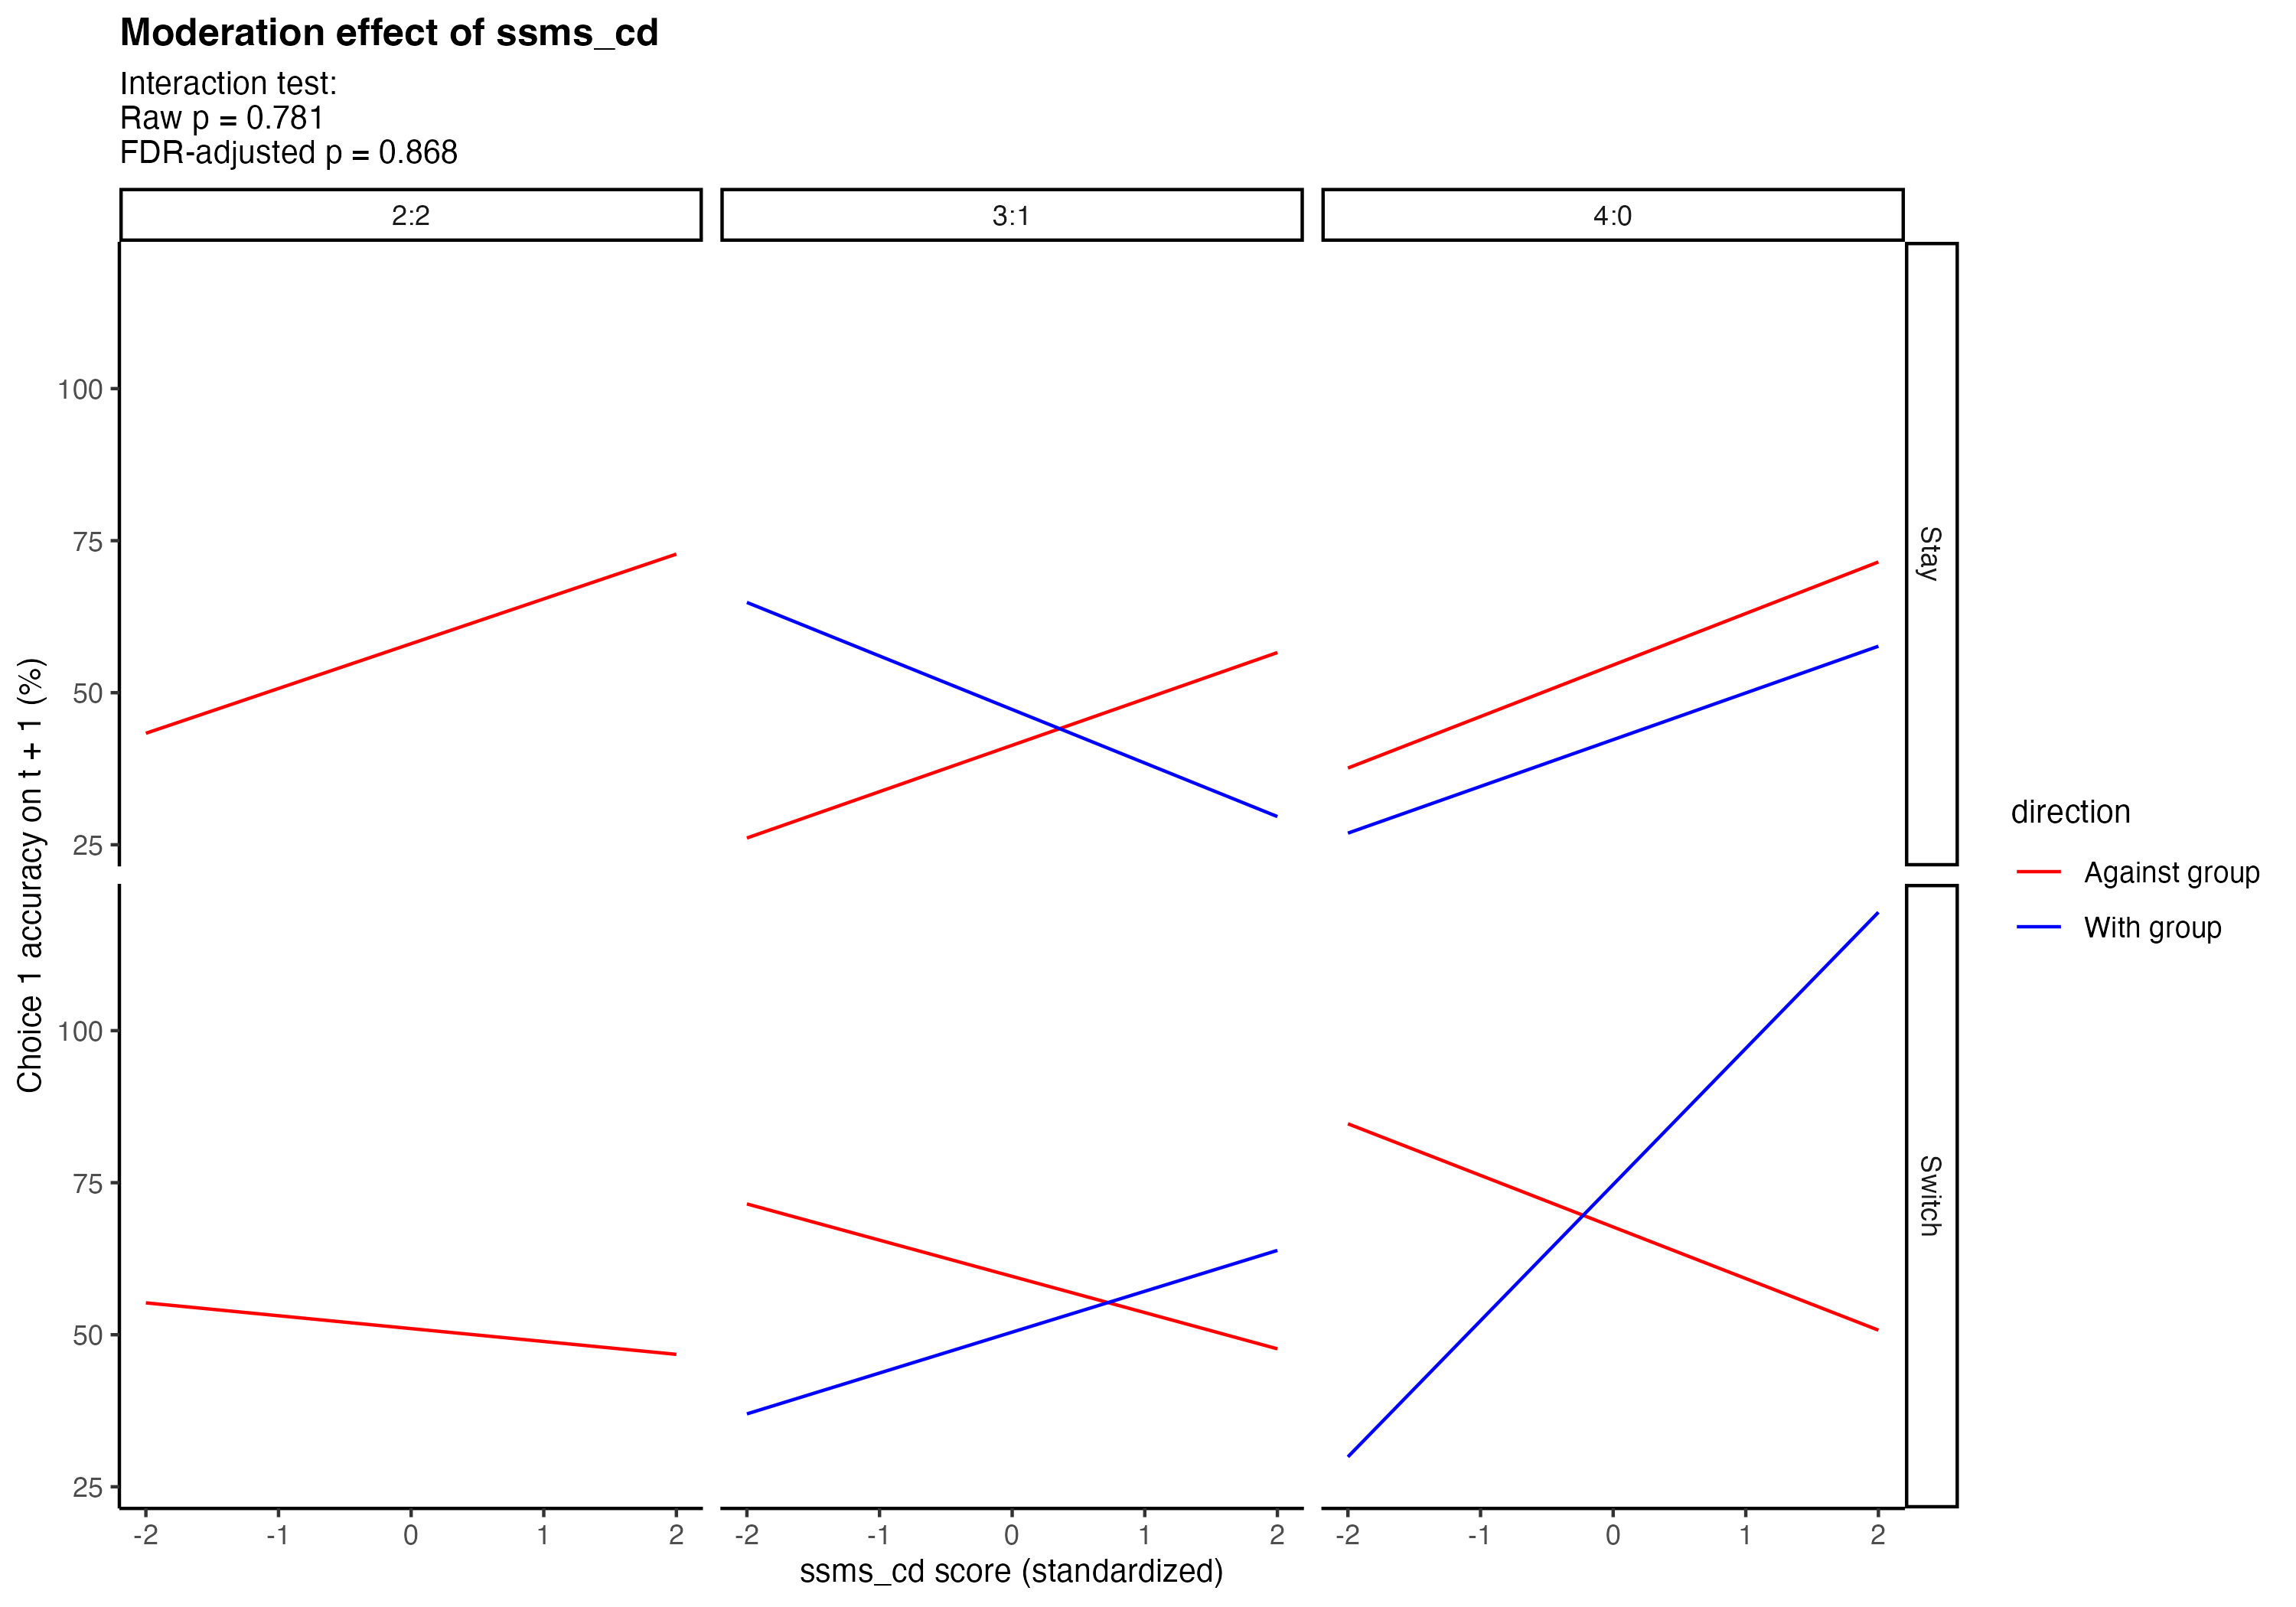 Moderation effect of ssms_cd
Interaction test:
Raw p = 0.781
FDR-adjusted p = 0.868
2:2
3:1
4:0
100
75
50
25
Stay
100
75
50
25
Switch
Choice 1 accuracy on t + 1 (%)
-2 -1 0 1 2
-2 -1 0 1 2
-2 -1 0 1 2
ssms_cd score (standardized)
direction
Against group
With group